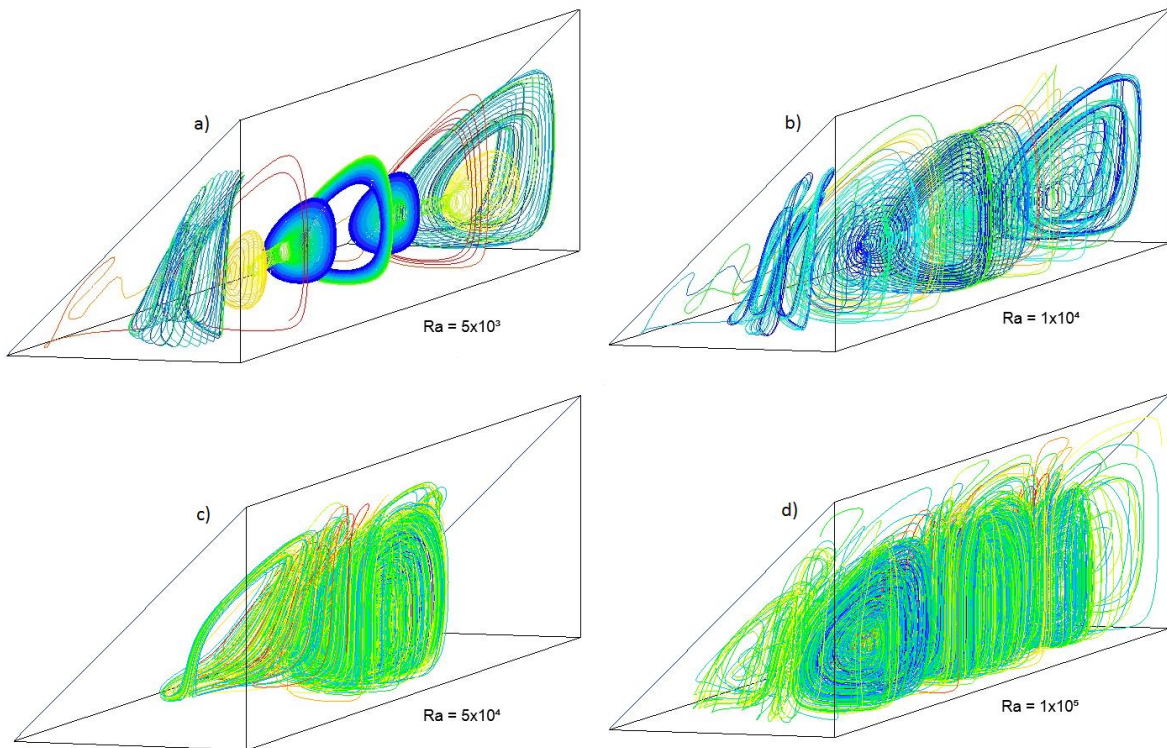 a)
Ra = 5x10³
b)
Ra = 1x10⁴
c)
Ra = 5x10⁴
d)
Ra = 1x10⁵